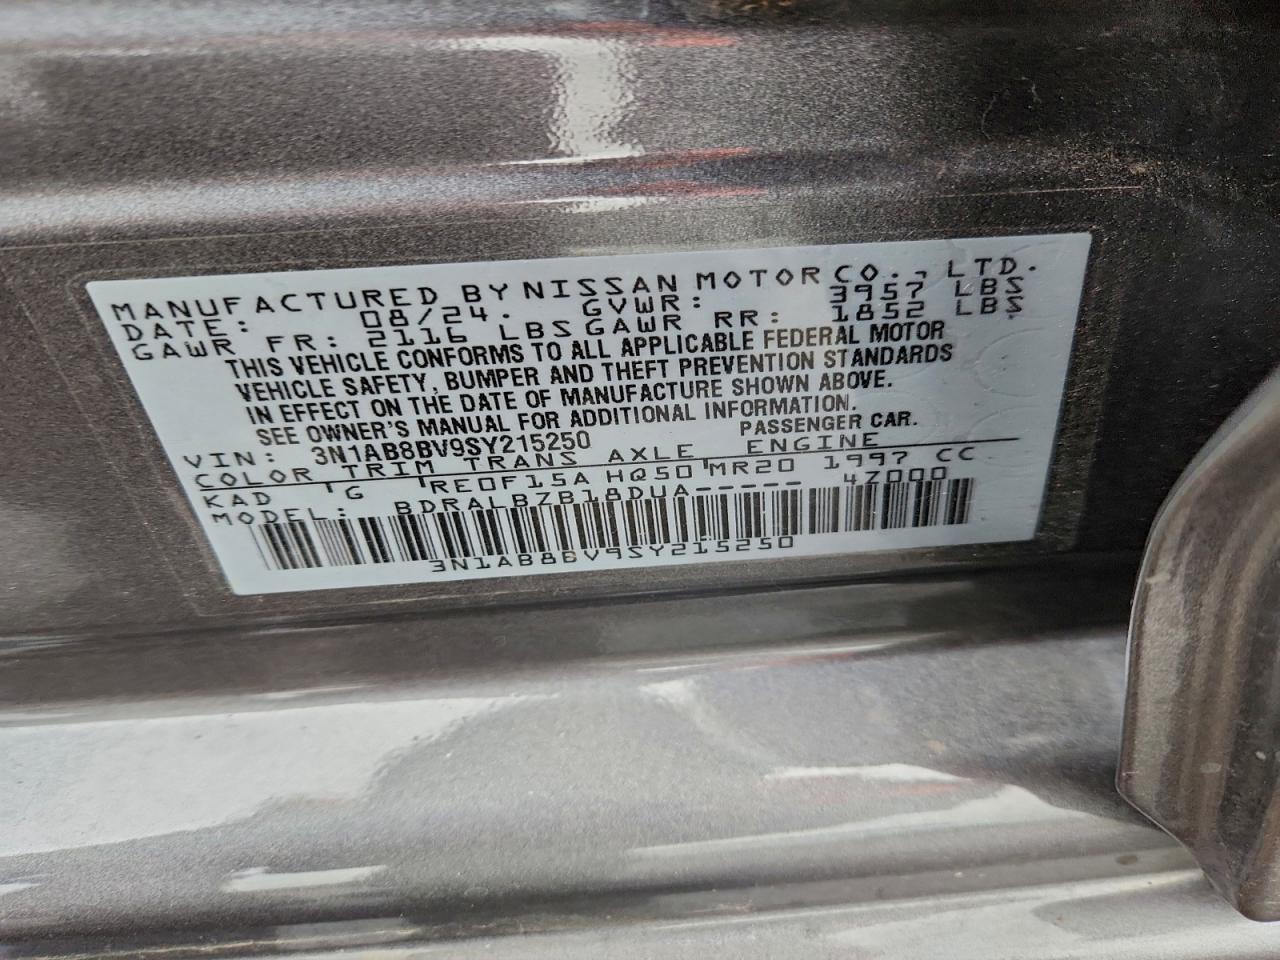 MANUFACTURED BY NISSAN MOTOR CO., LTD.
DATE: 08/24. GVWR: 3957 LBS
GAWR FR: 2116 LBS GAWR RR: 1852 LBS
THIS VEHICLE CONFORMS TO ALL APPLICABLE FEDERAL MOTOR
VEHICLE SAFETY, BUMPER AND THEFT PREVENTION STANDARDS
IN EFFECT ON THE DATE OF MANUFACTURE SHOWN ABOVE.
SEE OWNER'S MANUAL FOR ADDITIONAL INFORMATION.
VIN: 3N1AB8BV9SY215250 PASSENGER CAR.
COLOR TRIM TRANS AXLE ENGINE
KAD G RE0F15A HQ50 MR20 1997 CC
MODEL: BDRALBZB18DUA----- 4Z000
3N1AB8BV9SY215250